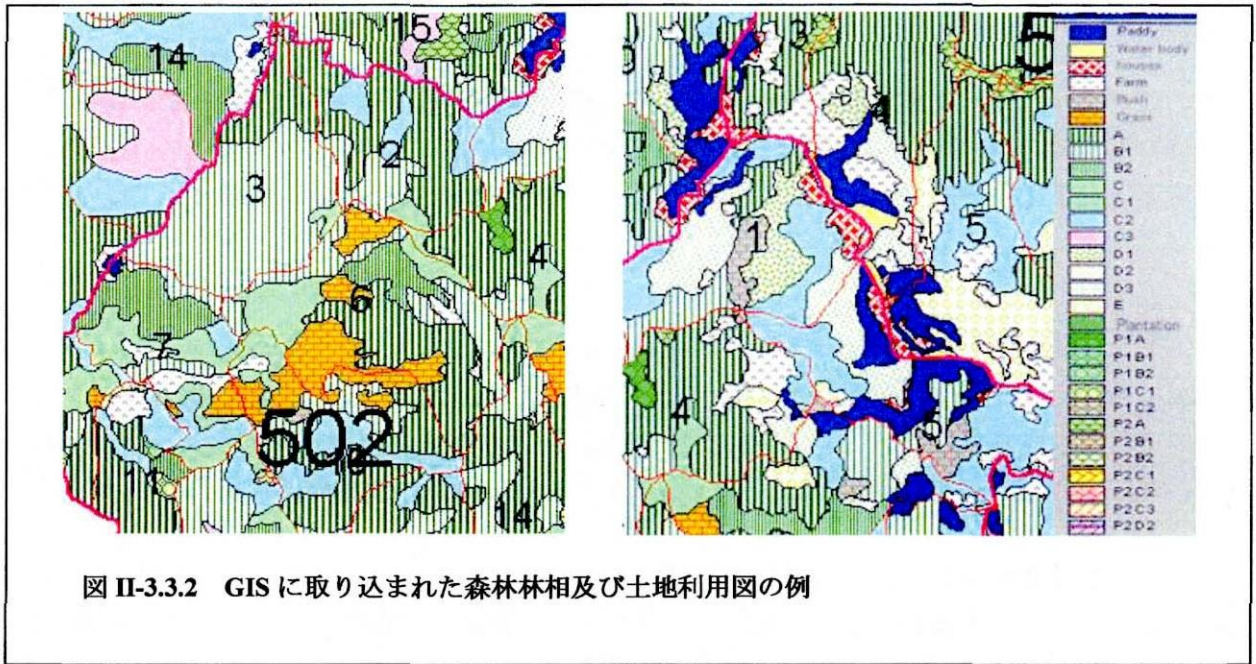 14
15
3
2
3
4
6
7
502
14
3
5
4
1
5
4
6
Paddy
Water body
houses
Farm
Bush
Grass
A
B1
B2
C
C1
C2
C3
D1
D2
D3
E
Plantation
P1A
P1B1
P1B2
P1C1
P1C2
P2A
P2B1
P2B2
P2C1
P2C2
P2C3
P2D2
図 II-3.3.2 GIS に取り込まれた森林林相及び土地利用図の例